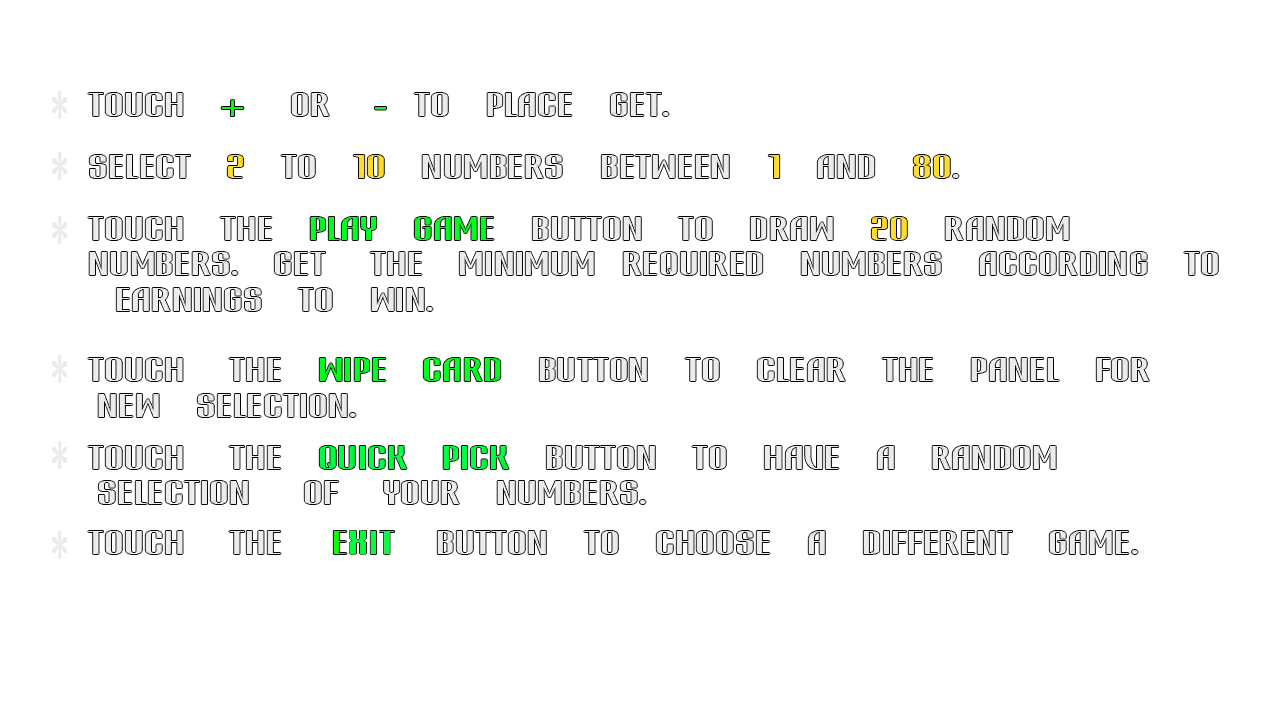 * TOUCH + OR - TO PLACE GET.
* SELECT 2 TO 10 NUMBERS BETWEEN 1 AND 80.
* TOUCH THE PLAY GAME BUTTON TO DRAW 20 RANDOM
NUMBERS. GET THE MINIMUM REQUIRED NUMBERS ACCORDING TO
EARNINGS TO WIN.
* TOUCH THE WIPE CARD BUTTON TO CLEAR THE PANEL FOR
NEW SELECTION.
* TOUCH THE QUICK PICK BUTTON TO HAVE A RANDOM
SELECTION OF YOUR NUMBERS.
* TOUCH THE EXIT BUTTON TO CHOOSE A DIFFERENT GAME.